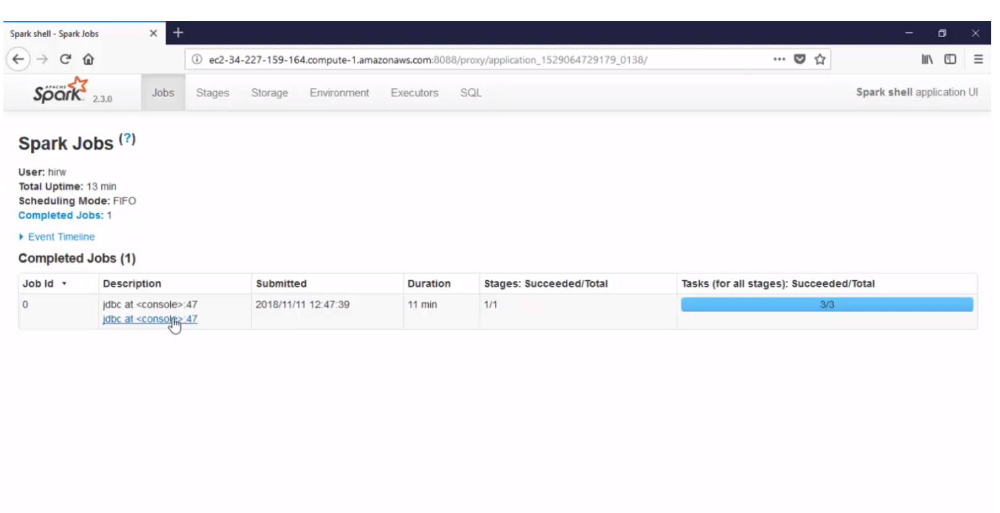 Spark shell - Spark Jobs
ec2-34-227-159-164.compute-1.amazonaws.com:8088/proxy/application_1529064729179_0138/
APACHE Spark 2.3.0 Jobs Stages Storage Environment Executors SQL Spark shell application UI
Spark Jobs (?)
User: hirw
Total Uptime: 13 min
Scheduling Mode: FIFO
Completed Jobs: 1
Event Timeline
Completed Jobs (1)
Job Id Description Submitted Duration Stages: Succeeded/Total Tasks (for all stages): Succeeded/Total
0 jdbc at <console>:47 2018/11/11 12:47:39 11 min 1/1 3/3
jdbc at <console>:47